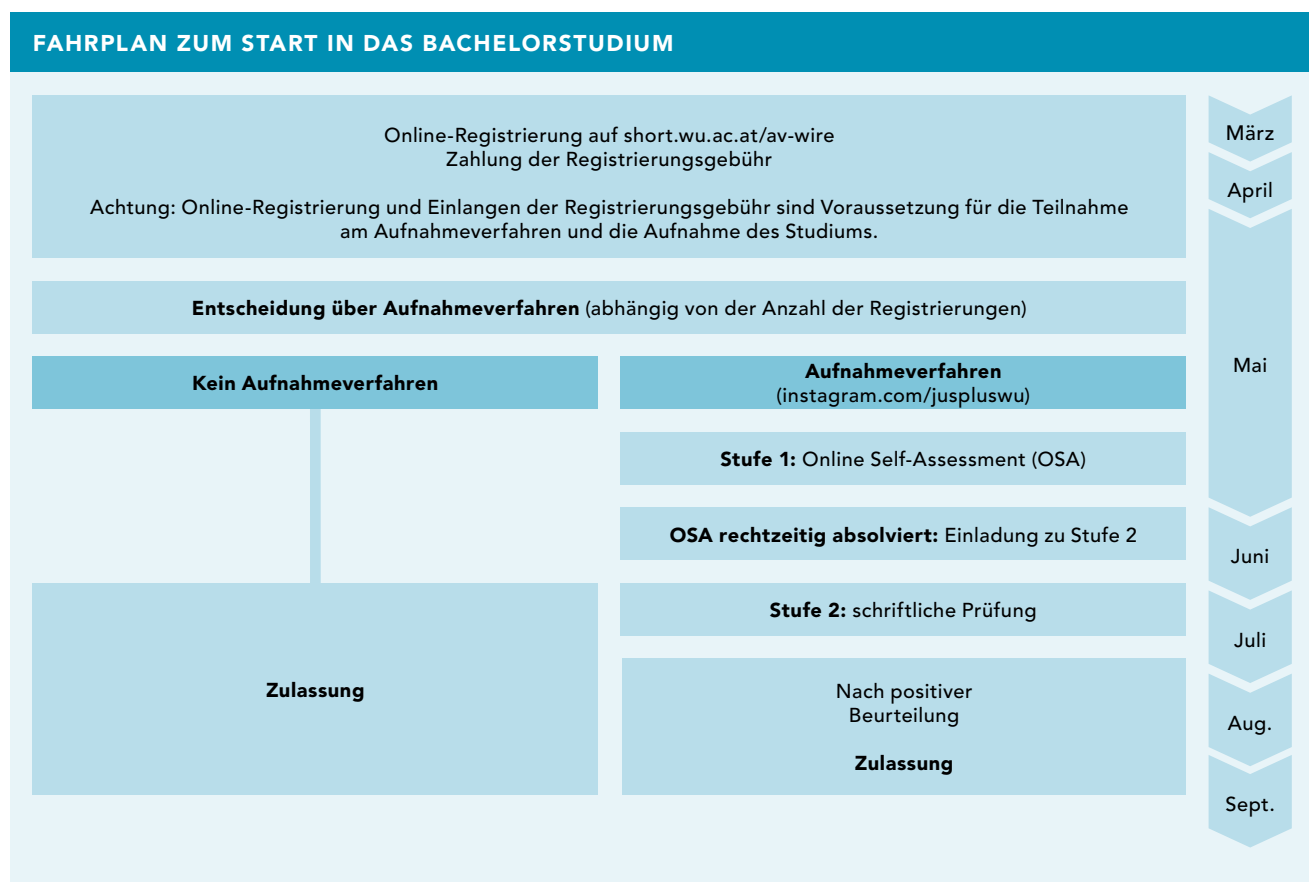 FAHRPLAN ZUM START IN DAS BACHELORSTUDIUM
Online-Registrierung auf short.wu.ac.at/av-wire
Zahlung der Registrierungsgebühr
Achtung: Online-Registrierung und Einlangen der Registrierungsgebühr sind Voraussetzung für die Teilnahme
am Aufnahmeverfahren und die Aufnahme des Studiums.
Entscheidung über Aufnahmeverfahren (abhängig von der Anzahl der Registrierungen)
Kein Aufnahmeverfahren
Aufnahmeverfahren
(instagram.com/juspluswu)
Stufe 1: Online Self-Assessment (OSA)
OSA rechtzeitig absolviert: Einladung zu Stufe 2
Stufe 2: schriftliche Prüfung
Zulassung
Nach positiver
Beurteilung
Zulassung
März
April
Mai
Juni
Juli
Aug.
Sept.